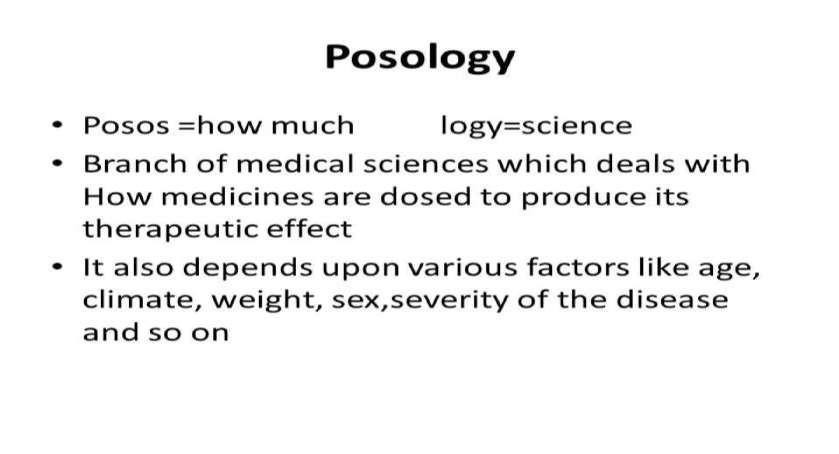 Posology
• Posos =how much logy=science
• Branch of medical sciences which deals with
How medicines are dosed to produce its
therapeutic effect
• It also depends upon various factors like age,
climate, weight, sex,severity of the disease
and so on